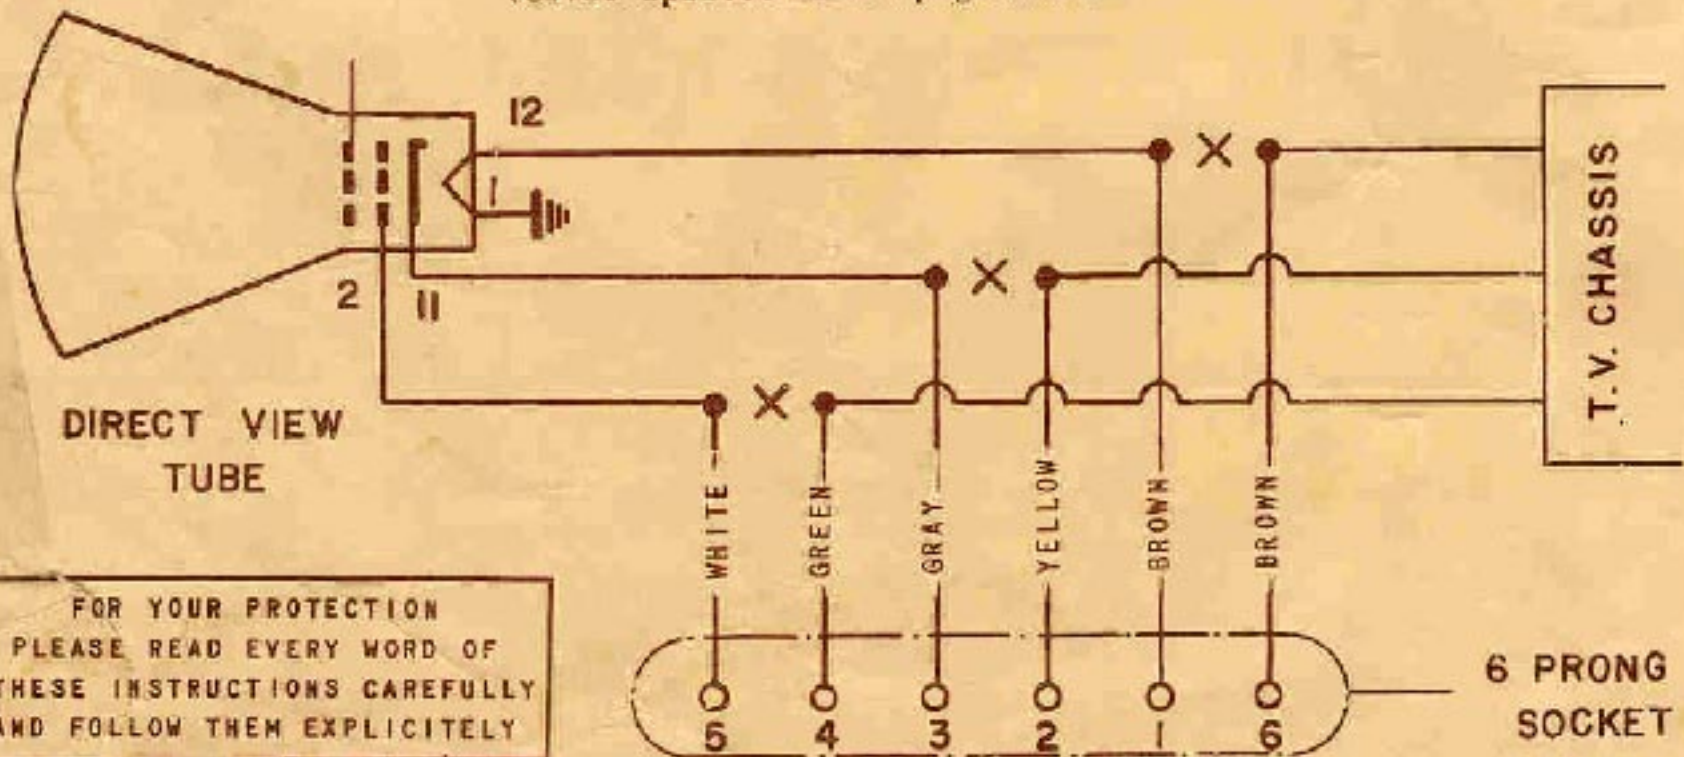 12
1
2
11
DIRECT VIEW
TUBE
T.V. CHASSIS
WHITE
GREEN
GRAY
YELLOW
BROWN
BROWN
5 4 3 2 1 6
6 PRONG
SOCKET
FOR YOUR PROTECTION
PLEASE READ EVERY WORD OF
THESE INSTRUCTIONS CAREFULLY
AND FOLLOW THEM EXPLICITELY